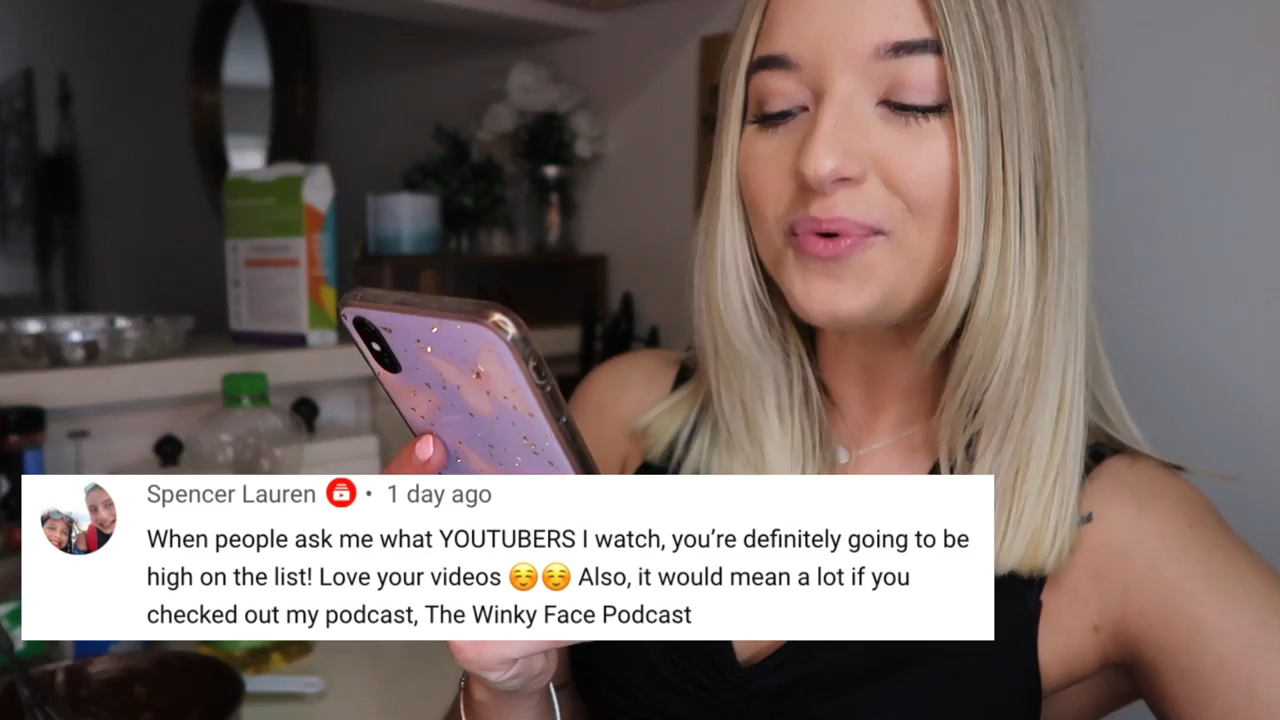 Spencer Lauren • 1 day ago
When people ask me what YOUTUBERS I watch, you’re definitely going to be
high on the list! Love your videos ☺️☺️ Also, it would mean a lot if you
checked out my podcast, The Winky Face Podcast